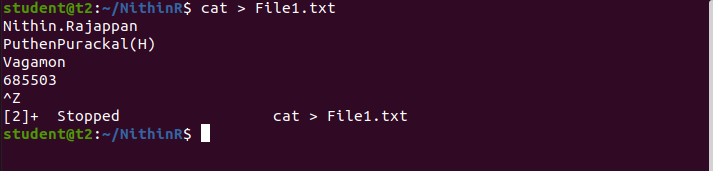 student@t2:~/NithinR$ cat > File1.txt
Nithin.Rajappan
PuthenPurackal(H)
Vagamon
685503
^Z
[2]+  Stopped                 cat > File1.txt
student@t2:~/NithinR$